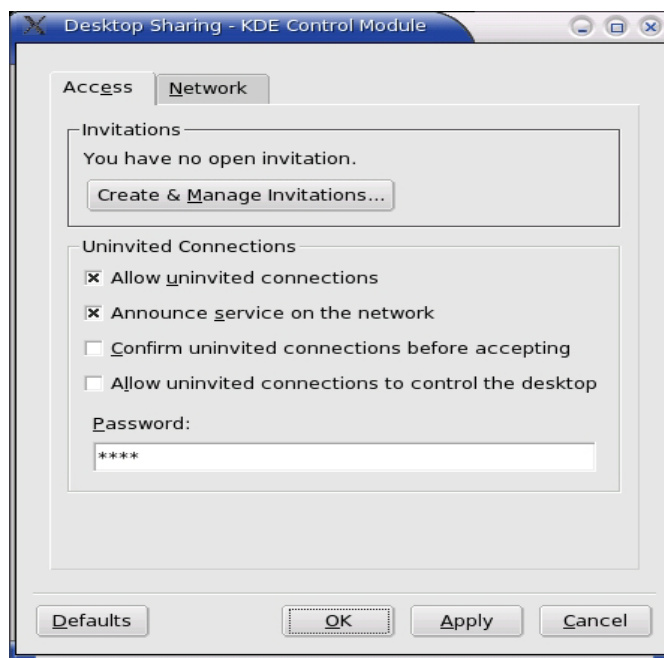 Desktop Sharing - KDE Control Module
Access
Network
Invitations
You have no open invitation.
Create & Manage Invitations...
Uninvited Connections
Allow uninvited connections
Announce service on the network
Confirm uninvited connections before accepting
Allow uninvited connections to control the desktop
Password:
****
Defaults
OK
Apply
Cancel